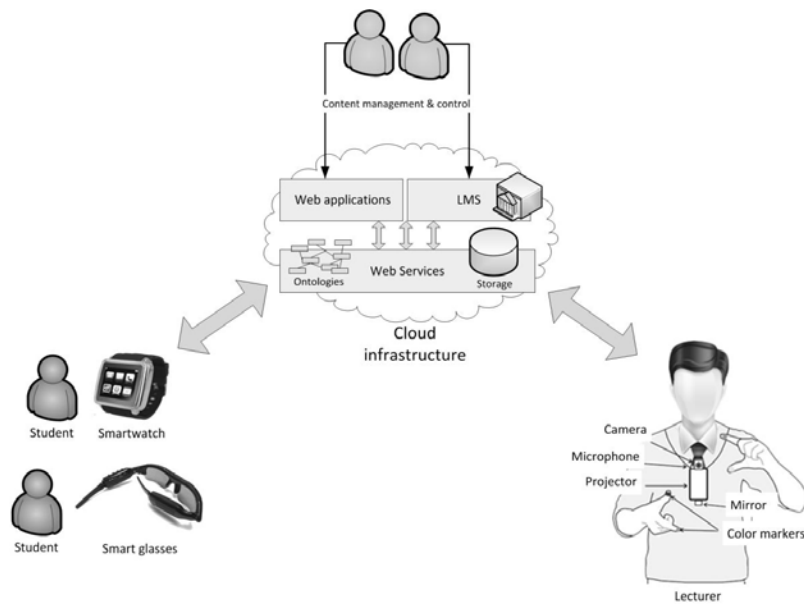 Content management & control
Web applications
LMS
Ontologies
Web Services
Storage
Cloud
infrastructure
Student
Smartwatch
Student
Smart glasses
Camera
Microphone
Projector
Mirror
Color markers
Lecturer